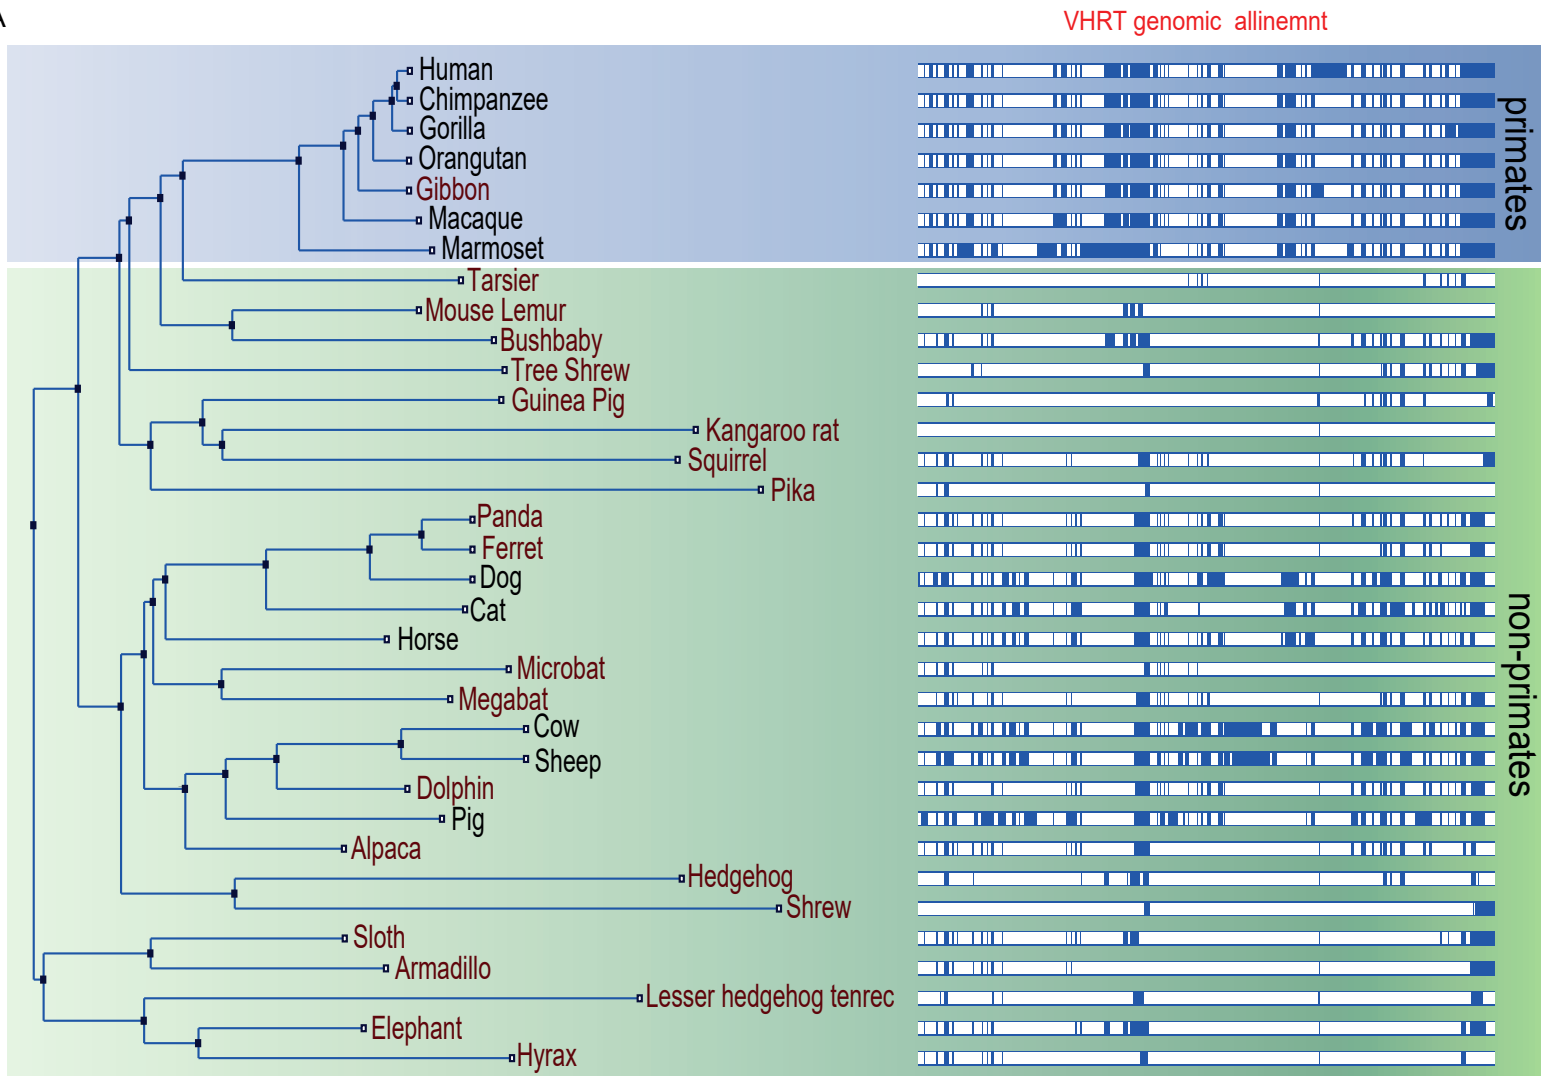 A
VHRT genomic allinemnt
Human
Chimpanzee
Gorilla
Orangutan
Gibbon
Macaque
Marmoset
primates
Tarsier
Mouse Lemur
Bushbaby
Tree Shrew
Guinea Pig
Kangaroo rat
Squirrel
Pika
Panda
Ferret
Dog
Cat
Horse
Microbat
Megabat
Cow
Sheep
Dolphin
Pig
Alpaca
Hedgehog
Shrew
Sloth
Armadillo
Lesser hedgehog tenrec
Elephant
Hyrax
non-primates